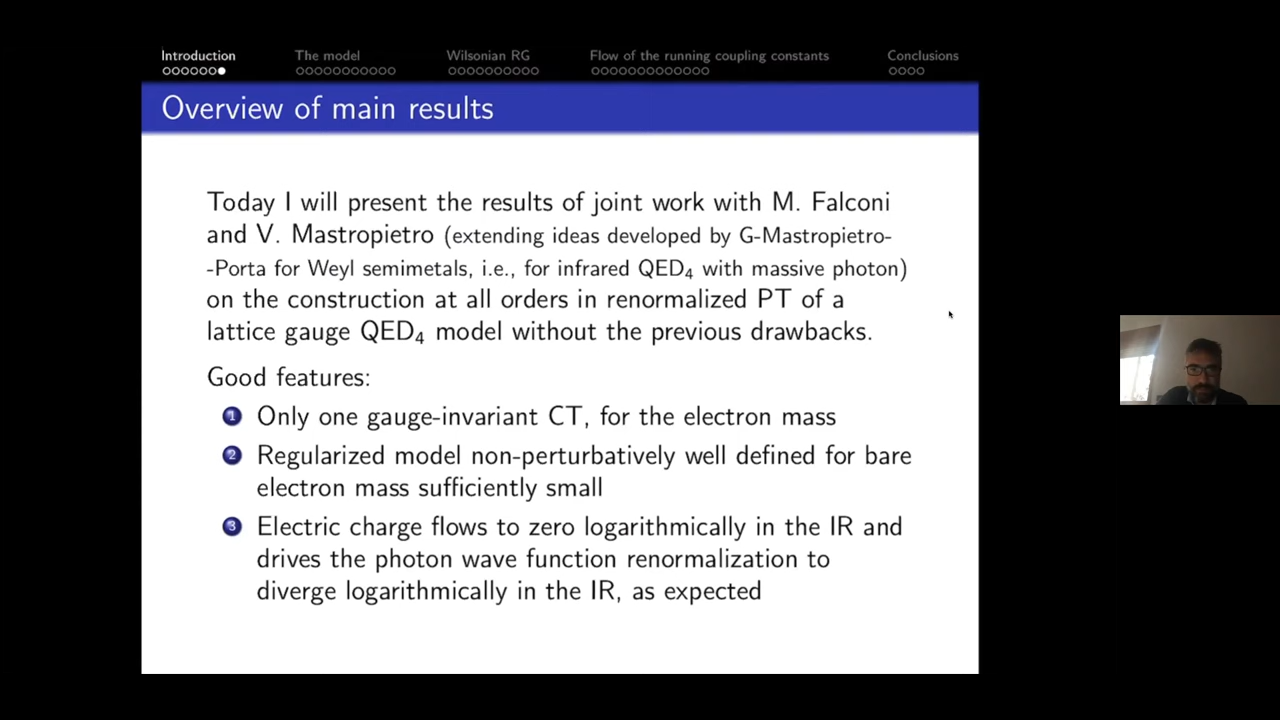 Introduction The model Wilsonian RG Flow of the running coupling constants Conclusions
Overview of main results
Today I will present the results of joint work with M. Falconi
and V. Mastropietro (extending ideas developed by G-Mastropietro-
-Porta for Weyl semimetals, i.e., for infrared QED₄ with massive photon)
on the construction at all orders in renormalized PT of a
lattice gauge QED₄ model without the previous drawbacks.
Good features:
1 Only one gauge-invariant CT, for the electron mass
2 Regularized model non-perturbatively well defined for bare
electron mass sufficiently small
3 Electric charge flows to zero logarithmically in the IR and
drives the photon wave function renormalization to
diverge logarithmically in the IR, as expected